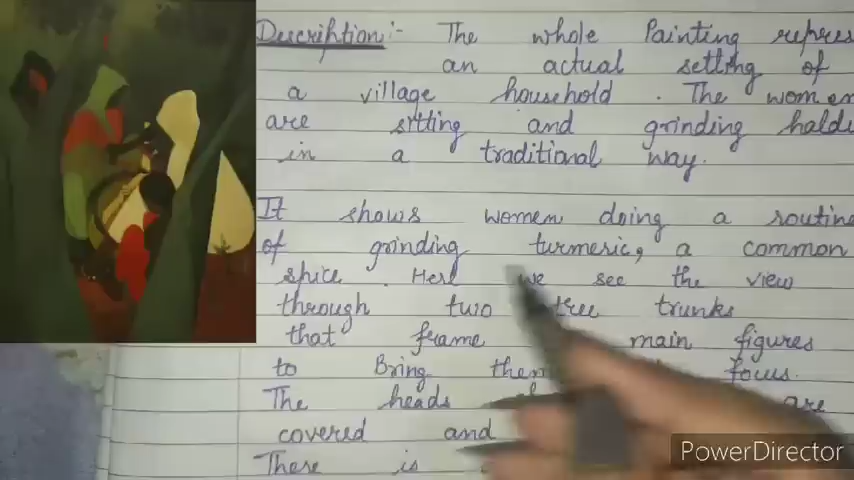 Description:- The whole Painting repres
an actual setting of
a village household. The women
are sitting and grinding haldi
in a traditional way.
It shows women doing a routine
of grinding turmeric, a common
spice. Here we see the view
through two tree trunks
that frame main figures
to Bring them focus.
The heads are
covered and
There is
PowerDirector